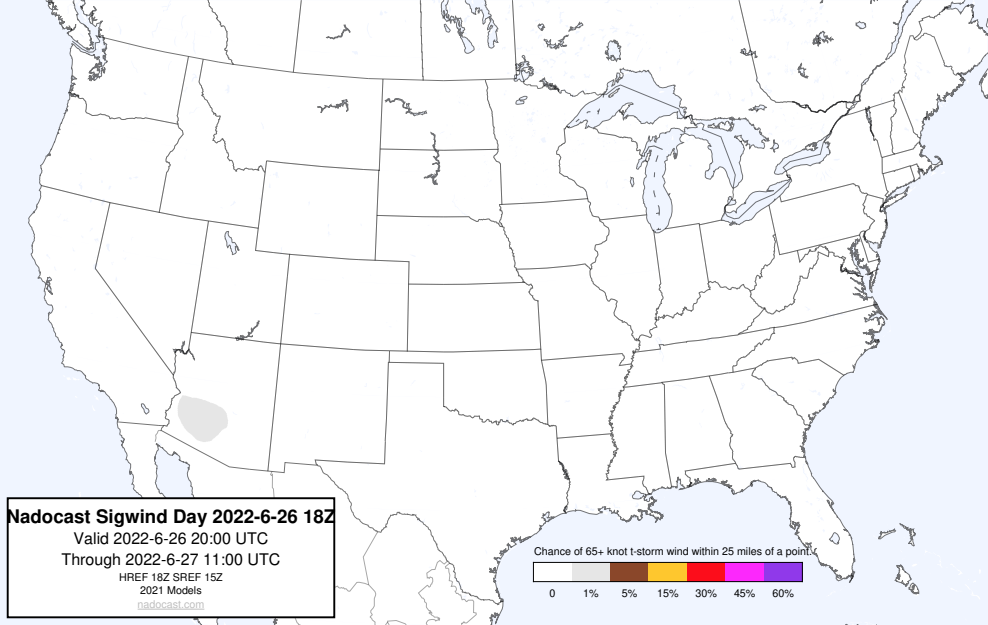 Nadocast Sigwind Day 2022-6-26 18Z
Valid 2022-6-26 20:00 UTC
Through 2022-6-27 11:00 UTC
HREF 18Z SREF 15Z
2021 Models
nadocast.com
Chance of 65+ knot t-storm wind within 25 miles of a point.
0 1% 5% 15% 30% 45% 60%